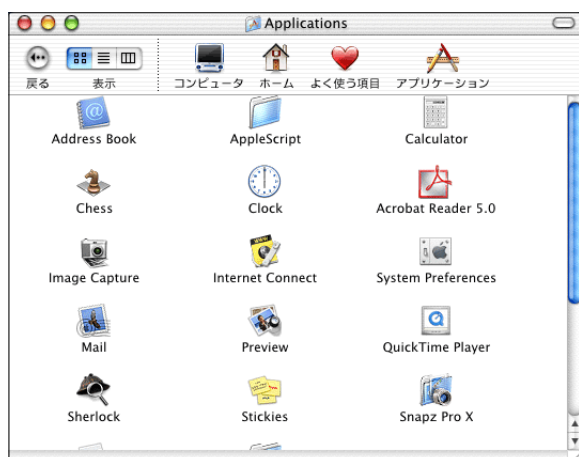 Applications
戻る 表示 コンピュータ ホーム よく使う項目 アプリケーション
Address Book AppleScript Calculator
Chess Clock Acrobat Reader 5.0
Image Capture Internet Connect System Preferences
Mail Preview QuickTime Player
Sherlock Stickies Snapz Pro X